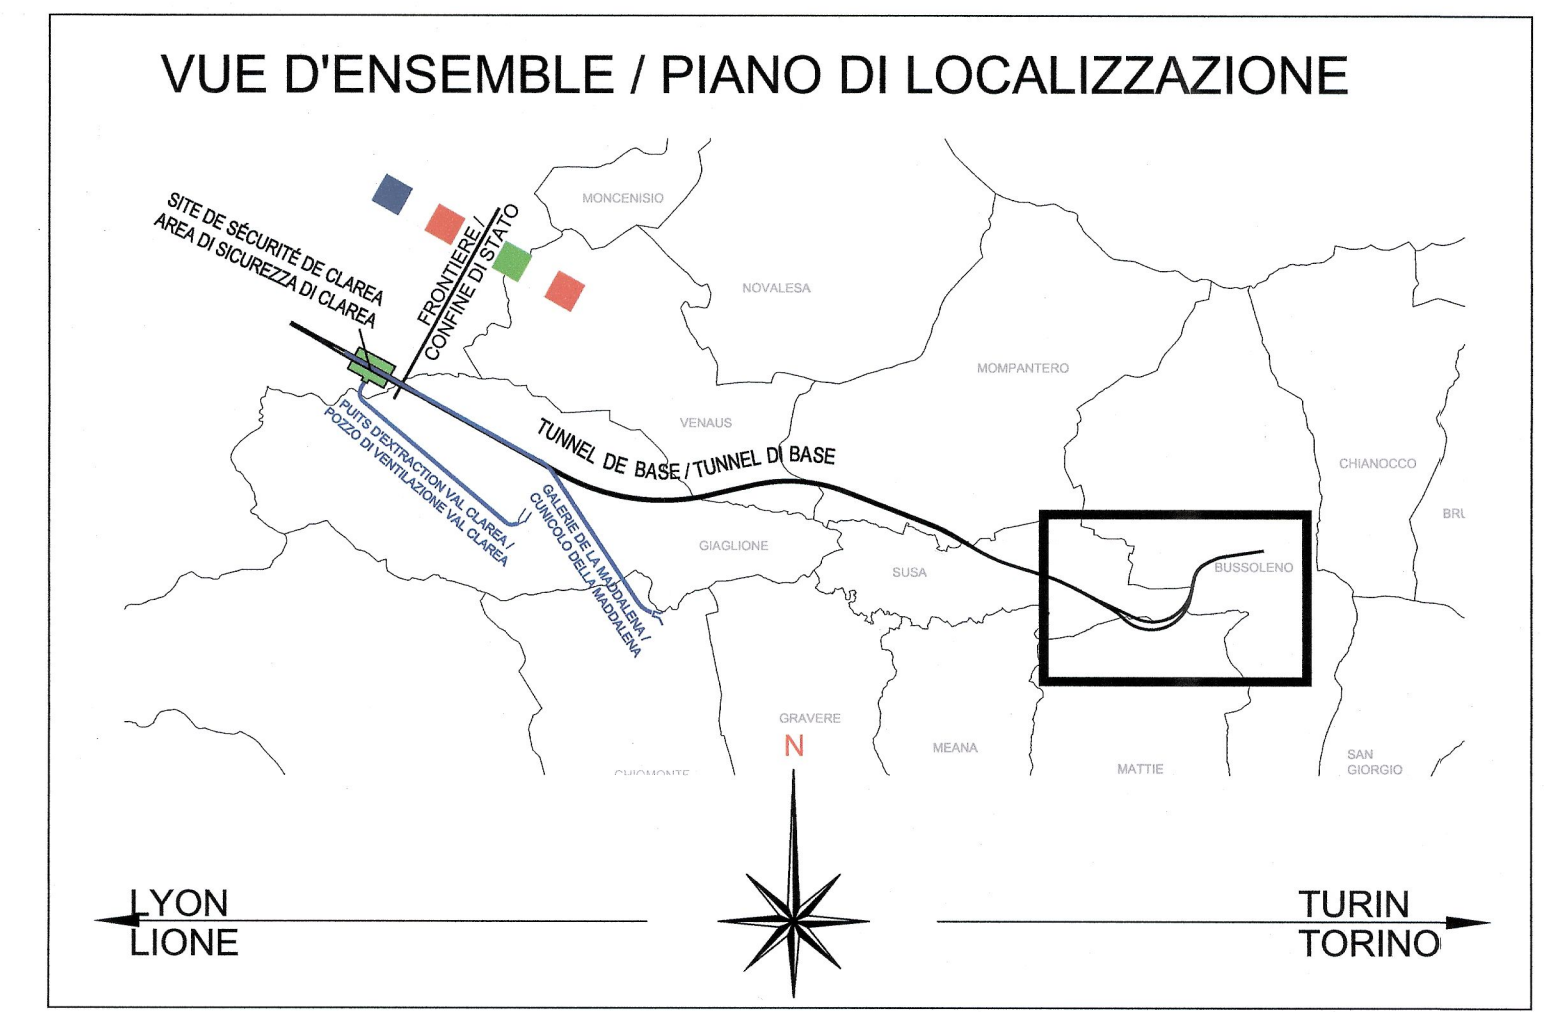 VUE D'ENSEMBLE / PIANO DI LOCALIZZAZIONE
MONCENISIO
SITE DE SÉCURITÉ DE CLAREA
AREA DI SICUREZZA DI CLAREA
FRONTIERE /
CONFINE DI STATO
NOVALESA
MOMPANTERO
VENAUS
TUNNEL DE BASE / TUNNEL DI BASE
PUITS D'EXTRACTION VAL CLAREA /
POZZO DI VENTILAZIONE VAL CLAREA
GALERIE DE LA MADDALENA /
CUNICOLO DELLA MADDALENA
CHIANOCCO
BRU
GIAGLIONE
SUSA
BUSSOLENO
GRAVERE
MEANA
MATTIE
SAN
GIORGIO
CHIOMONTE
N
LYON
LIONE
TURIN
TORINO